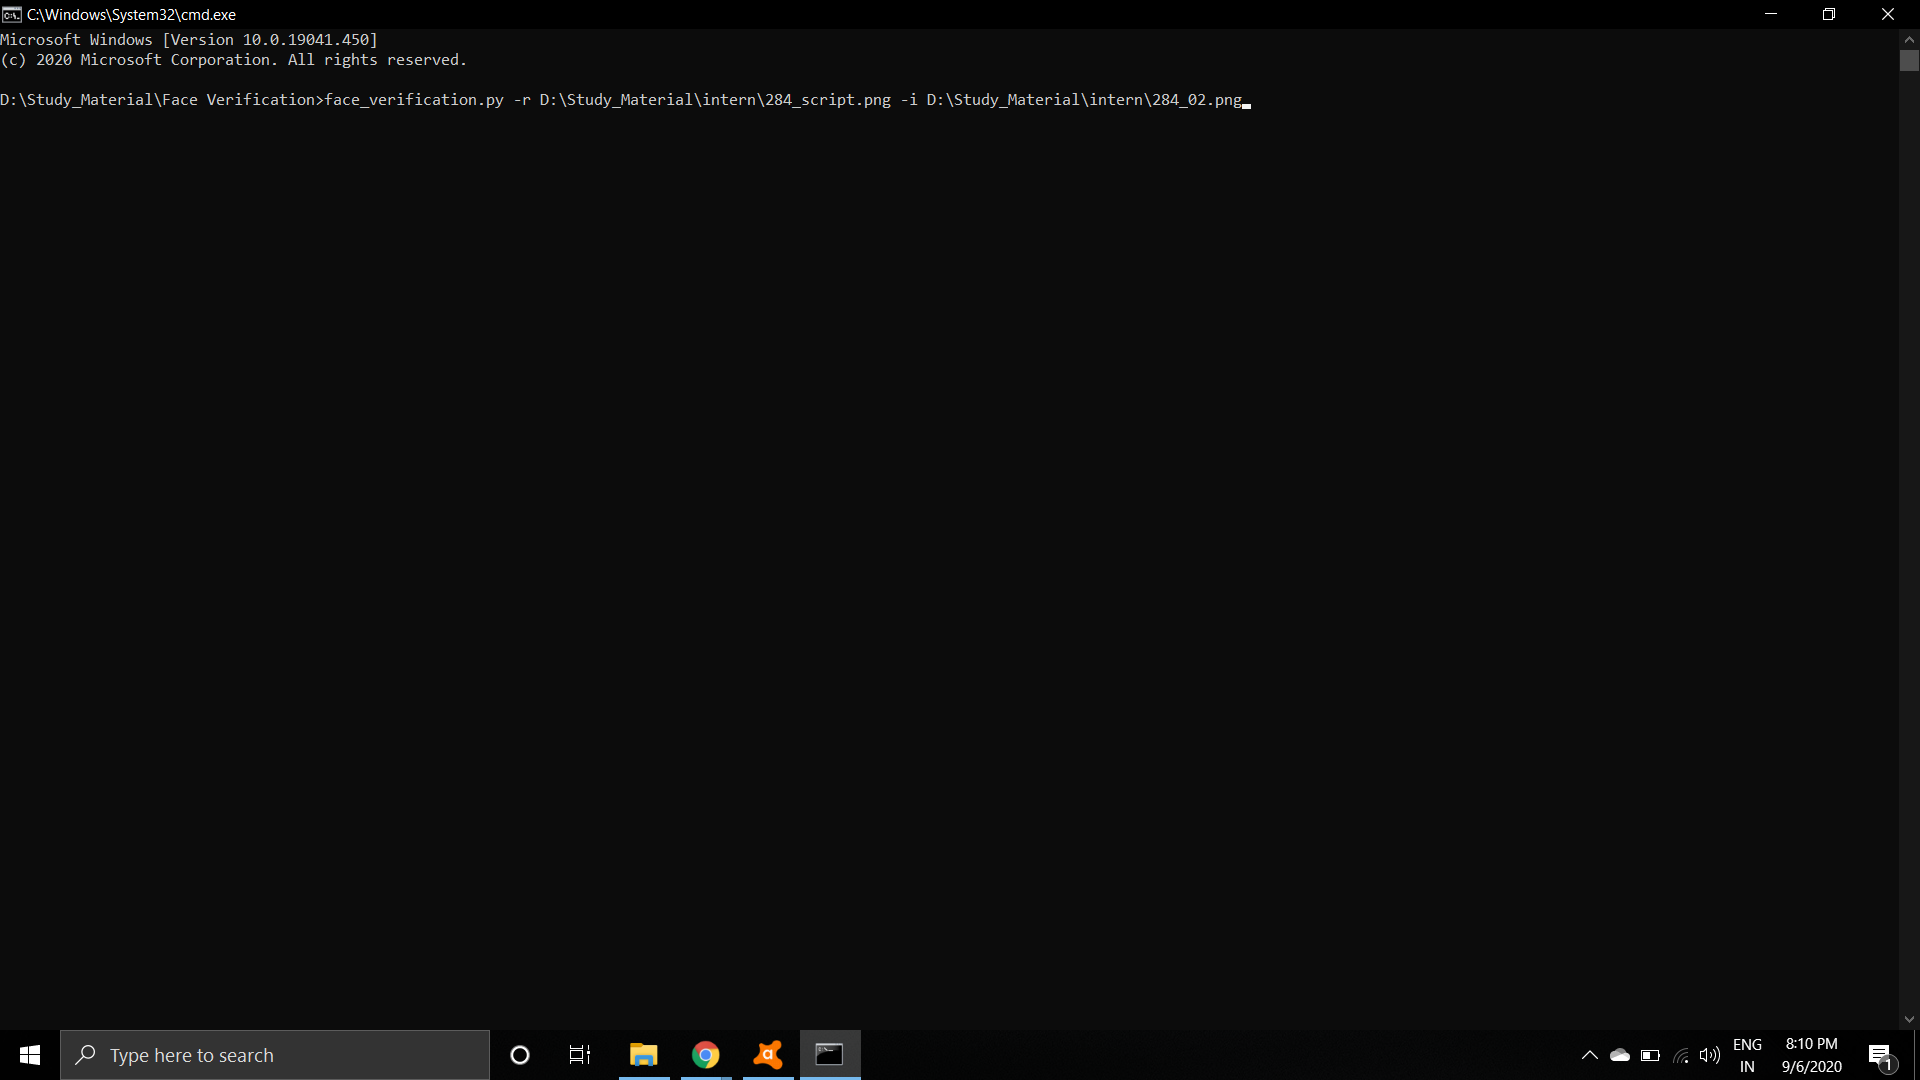 C:\Windows\System32\cmd.exe
Microsoft Windows [Version 10.0.19041.450]
(c) 2020 Microsoft Corporation. All rights reserved.
D:\Study_Material\Face Verification>face_verification.py -r D:\Study_Material\intern\284_script.png -i D:\Study_Material\intern\284_02.png
Type here to search
ENG
IN
8:10 PM
9/6/2020
1